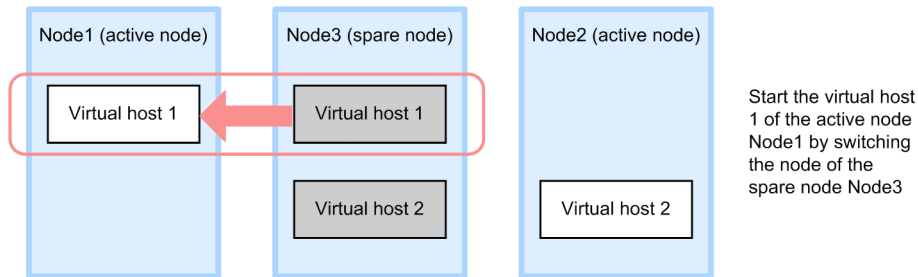 Node1 (active node)
Node3 (spare node)
Node2 (active node)
Virtual host 1
Virtual host 1
Virtual host 2
Virtual host 2
Start the virtual host
1 of the active node
Node1 by switching
the node of the
spare node Node3